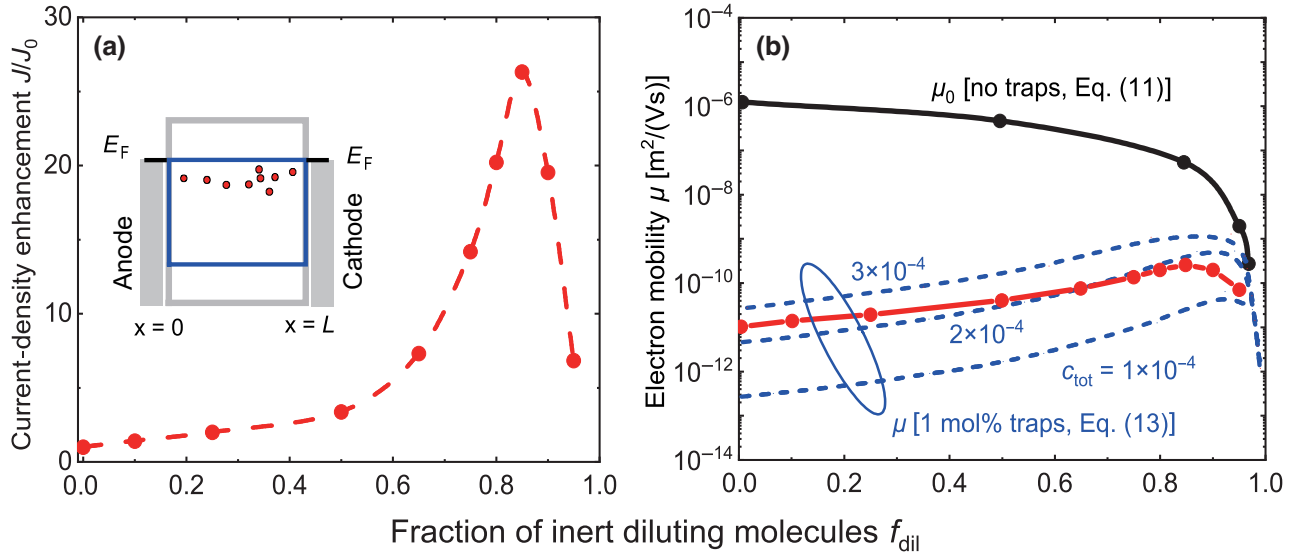 (a)
Current-density enhancement J/J₀
30
20
10
0
0.0 0.2 0.4 0.6 0.8 1.0
E_F E_F
Anode
Cathode
x = 0 x = L
(b)
Electron mobility μ [m²/(Vs)]
10⁻⁴
10⁻⁶
10⁻⁸
10⁻¹⁰
10⁻¹²
10⁻¹⁴
0.0 0.2 0.4 0.6 0.8 1.0
μ₀ [no traps, Eq. (11)]
3×10⁻⁴
2×10⁻⁴
c_tot = 1×10⁻⁴
μ [1 mol% traps, Eq. (13)]
Fraction of inert diluting molecules f_dil